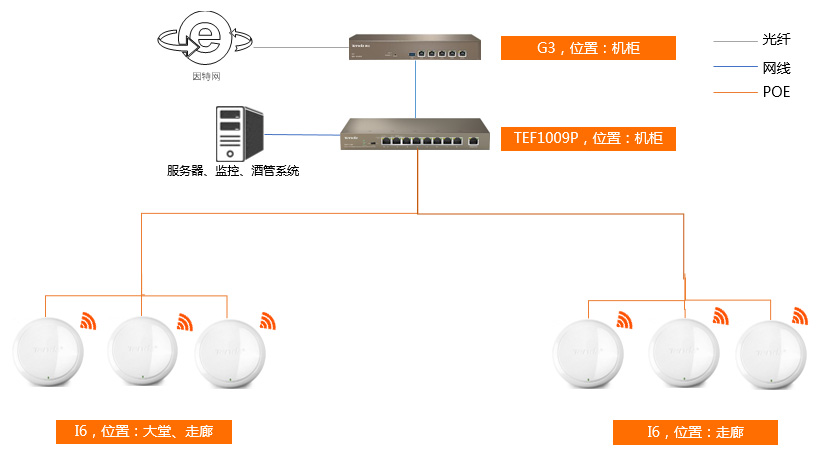 因特网
G3，位置：机柜
光纤
网线
POE
TEF1009P，位置：机柜
服务器、监控、酒管系统
I6，位置：大堂、走廊
I6，位置：走廊